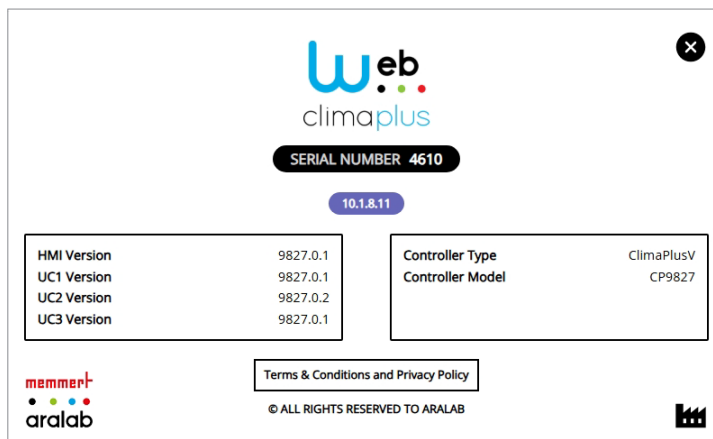 Web
climaplus
SERIAL NUMBER 4610
10.1.8.11
HMI Version 9827.0.1
UC1 Version 9827.0.1
UC2 Version 9827.0.2
UC3 Version 9827.0.1
Controller Type ClimaPlusV
Controller Model CP9827
Terms & Conditions and Privacy Policy
memmert
aralab
© ALL RIGHTS RESERVED TO ARALAB